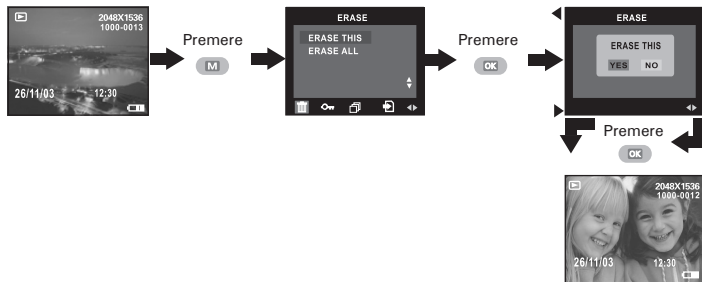 2048X1536
1000-0013
26/11/03 12:30
Premere
M
ERASE
ERASE THIS
ERASE ALL
Premere
OK
ERASE
ERASE THIS
YES NO
Premere
OK
2048X1536
1000-0012
26/11/03 12:30